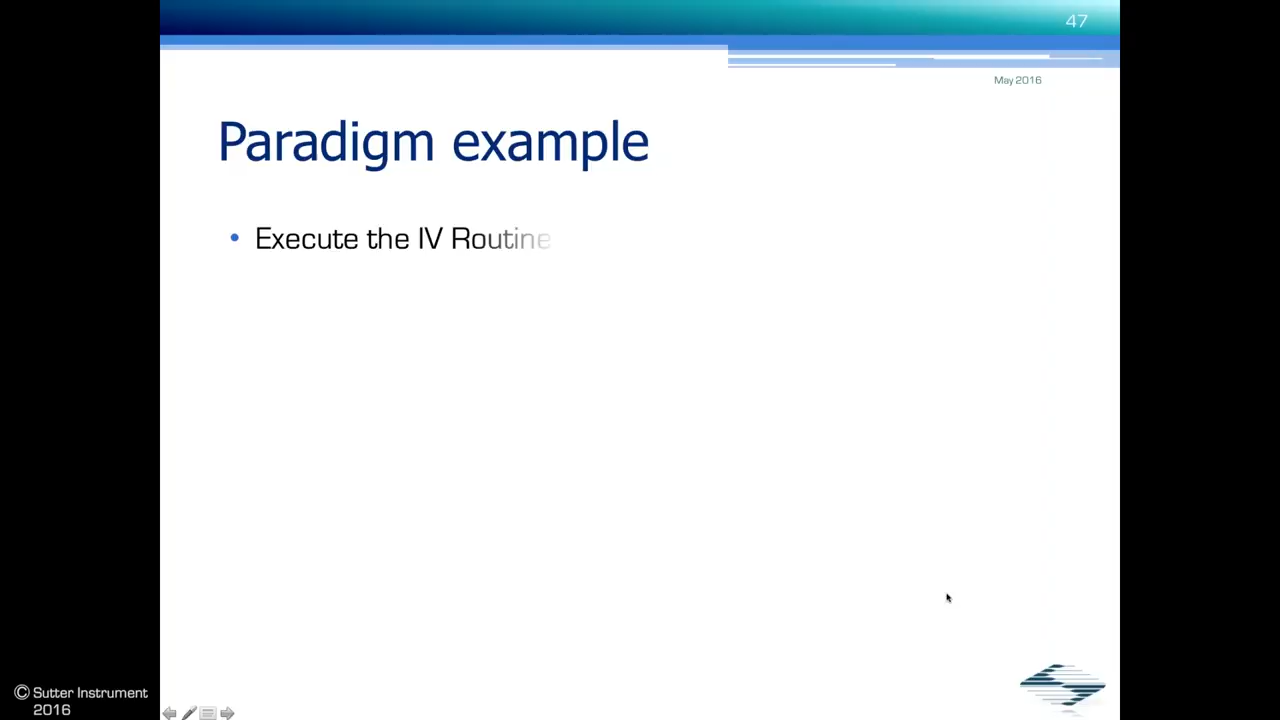 47
May 2016
Paradigm example
• Execute the IV Routine
© Sutter Instrument
2016